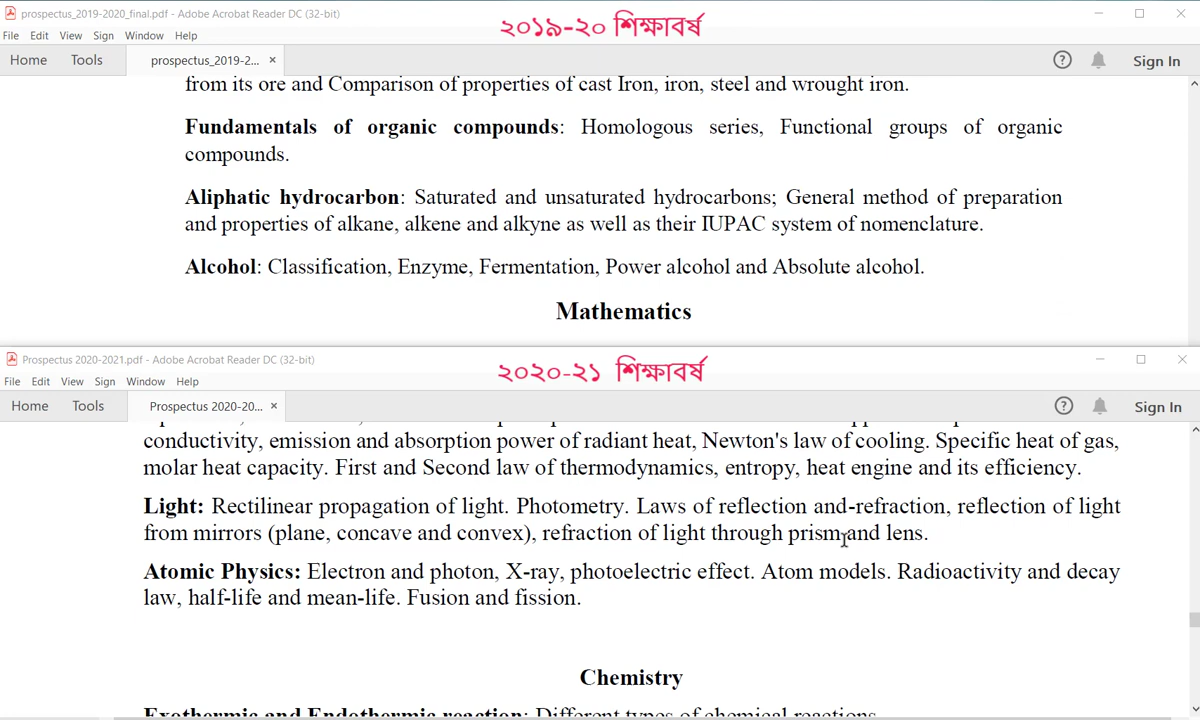 prospectus_2019-2020_final.pdf - Adobe Acrobat Reader DC (32-bit)
২০১৯-২০ শিক্ষাবর্ষ
File Edit View Sign Window Help
Home Tools prospectus_2019-2... × Sign In
from its ore and Comparison of properties of cast Iron, iron, steel and wrought iron.
Fundamentals of organic compounds: Homologous series, Functional groups of organic
compounds.
Aliphatic hydrocarbon: Saturated and unsaturated hydrocarbons; General method of preparation
and properties of alkane, alkene and alkyne as well as their IUPAC system of nomenclature.
Alcohol: Classification, Enzyme, Fermentation, Power alcohol and Absolute alcohol.
Mathematics
Prospectus 2020-2021.pdf - Adobe Acrobat Reader DC (32-bit)
২০২০-২১ শিক্ষাবর্ষ
File Edit View Sign Window Help
Home Tools Prospectus 2020-20... × Sign In
conductivity, emission and absorption power of radiant heat, Newton's law of cooling. Specific heat of gas,
molar heat capacity. First and Second law of thermodynamics, entropy, heat engine and its efficiency.
Light: Rectilinear propagation of light. Photometry. Laws of reflection and-refraction, reflection of light
from mirrors (plane, concave and convex), refraction of light through prism and lens.
Atomic Physics: Electron and photon, X-ray, photoelectric effect. Atom models. Radioactivity and decay
law, half-life and mean-life. Fusion and fission.
Chemistry
Exothermic and Endothermic reaction: Different types of chemical reactions